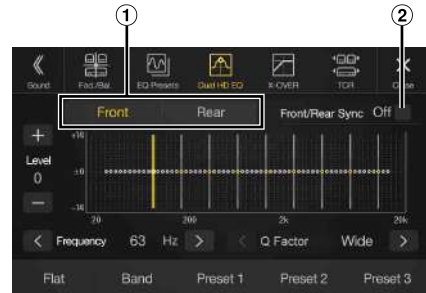 ① ②
Sound Fad./Bal. EQ Presets Dual HD EQ X-OVER TCR Close
Front Rear Front/Rear Sync Off
+ +16
Level
0 ±0
− -16
20 200 2k 20k
< Frequency 63 Hz > < Q Factor Wide >
Flat Band Preset 1 Preset 2 Preset 3